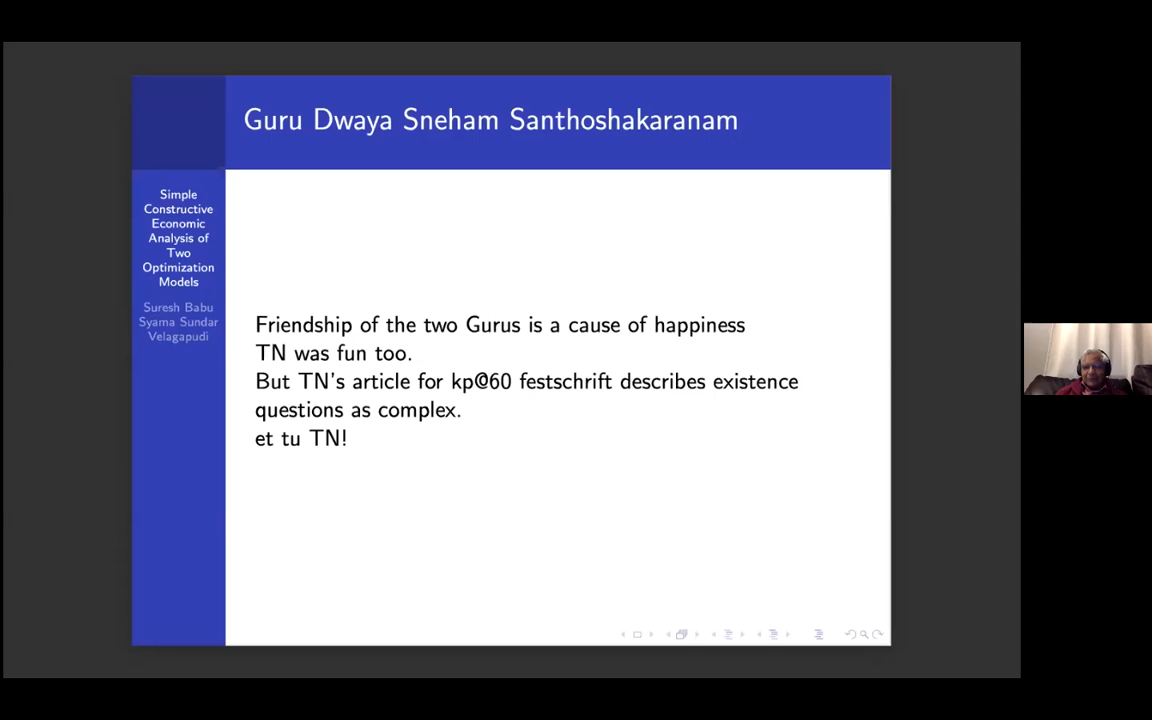 Guru Dwaya Sneham Santhoshakaranam
Simple
Constructive
Economic
Analysis of
Two
Optimization
Models
Suresh Babu
Syama Sundar
Velagapudi
Friendship of the two Gurus is a cause of happiness
TN was fun too.
But TN's article for kp@60 festschrift describes existence
questions as complex.
et tu TN!